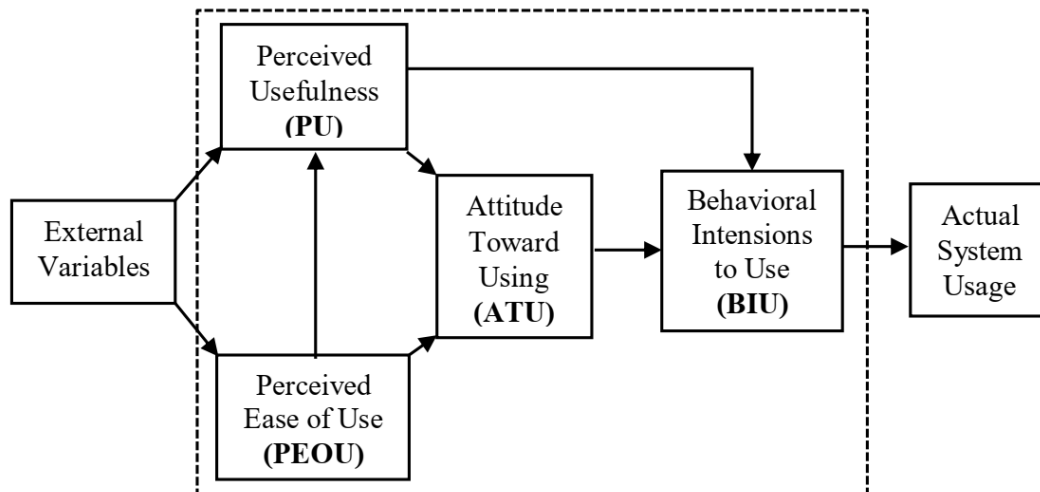 Perceived
Usefulness
(PU)
External
Variables
Attitude
Toward
Using
(ATU)
Behavioral
Intensions
to Use
(BIU)
Actual
System
Usage
Perceived
Ease of Use
(PEOU)